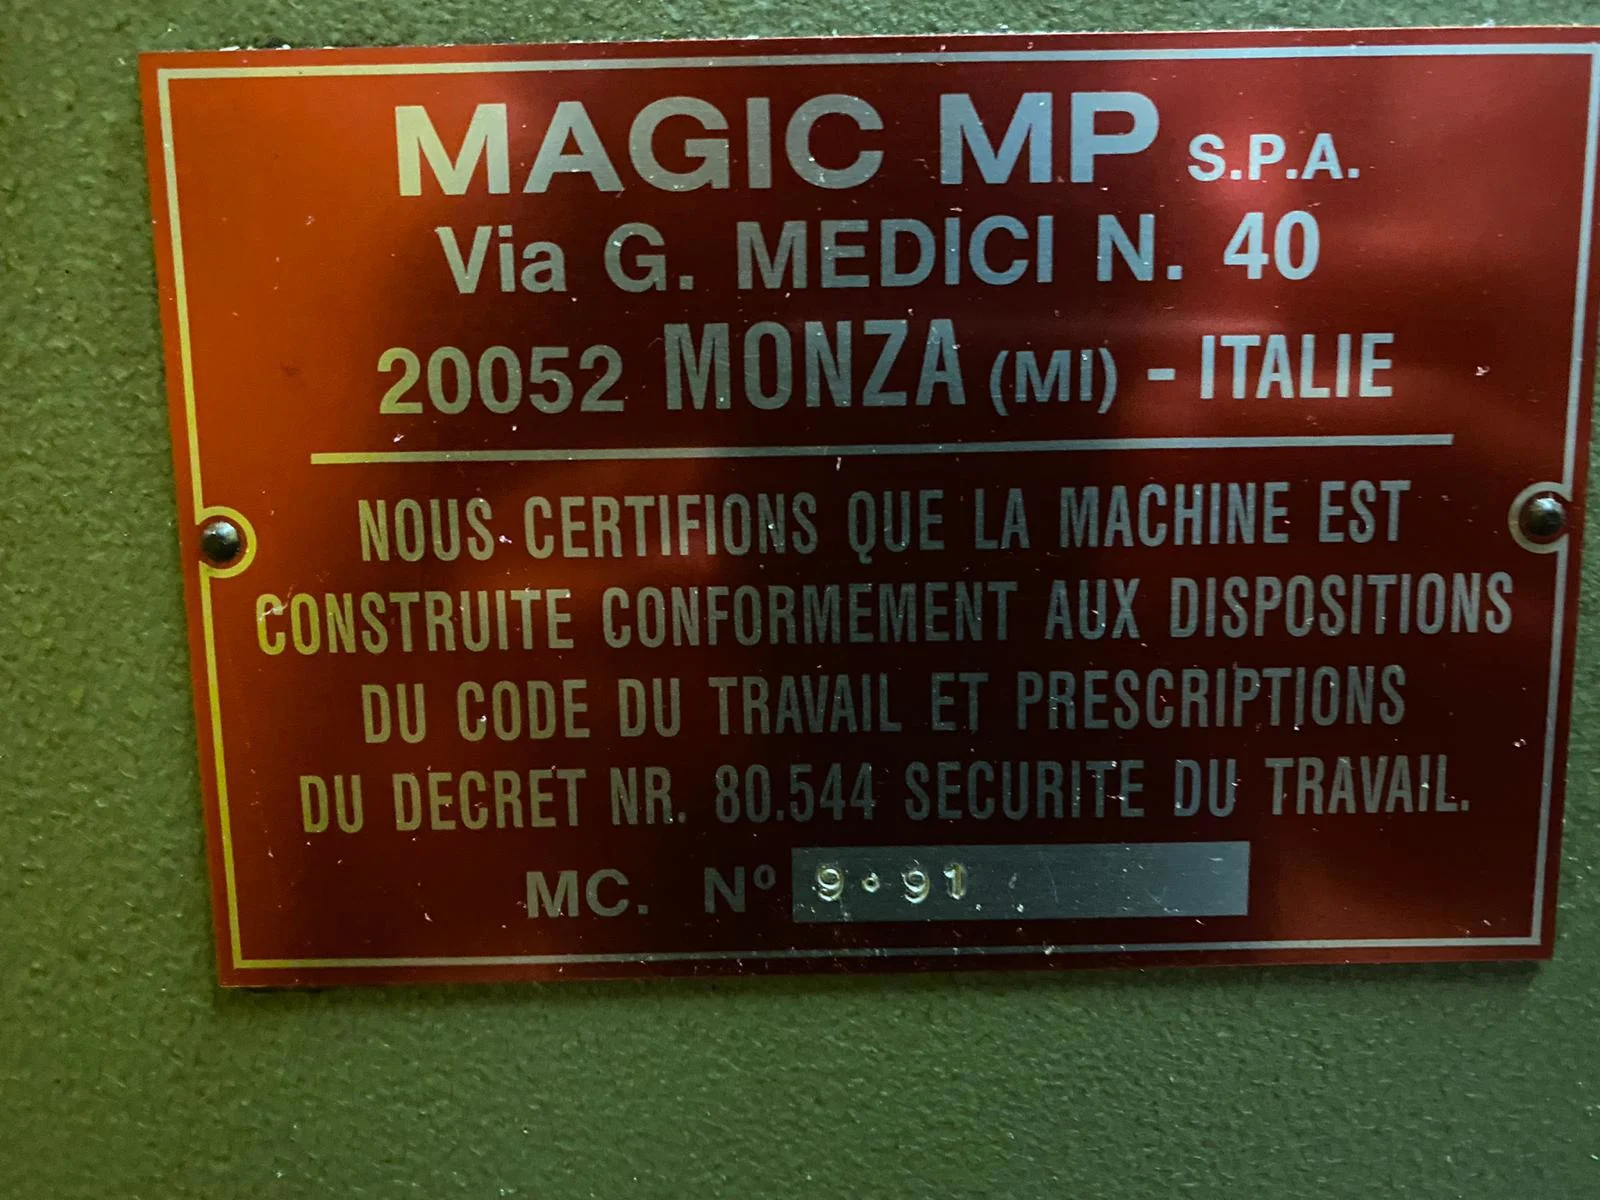 MAGIC MP S.P.A.
Via G. MEDICI N. 40
20052 MONZA (MI) - ITALIE
NOUS CERTIFIONS QUE LA MACHINE EST
CONSTRUITE CONFORMEMENT AUX DISPOSITIONS
DU CODE DU TRAVAIL ET PRESCRIPTIONS
DU DECRET NR. 80.544 SECURITE DU TRAVAIL.
MC. Nº 9·91